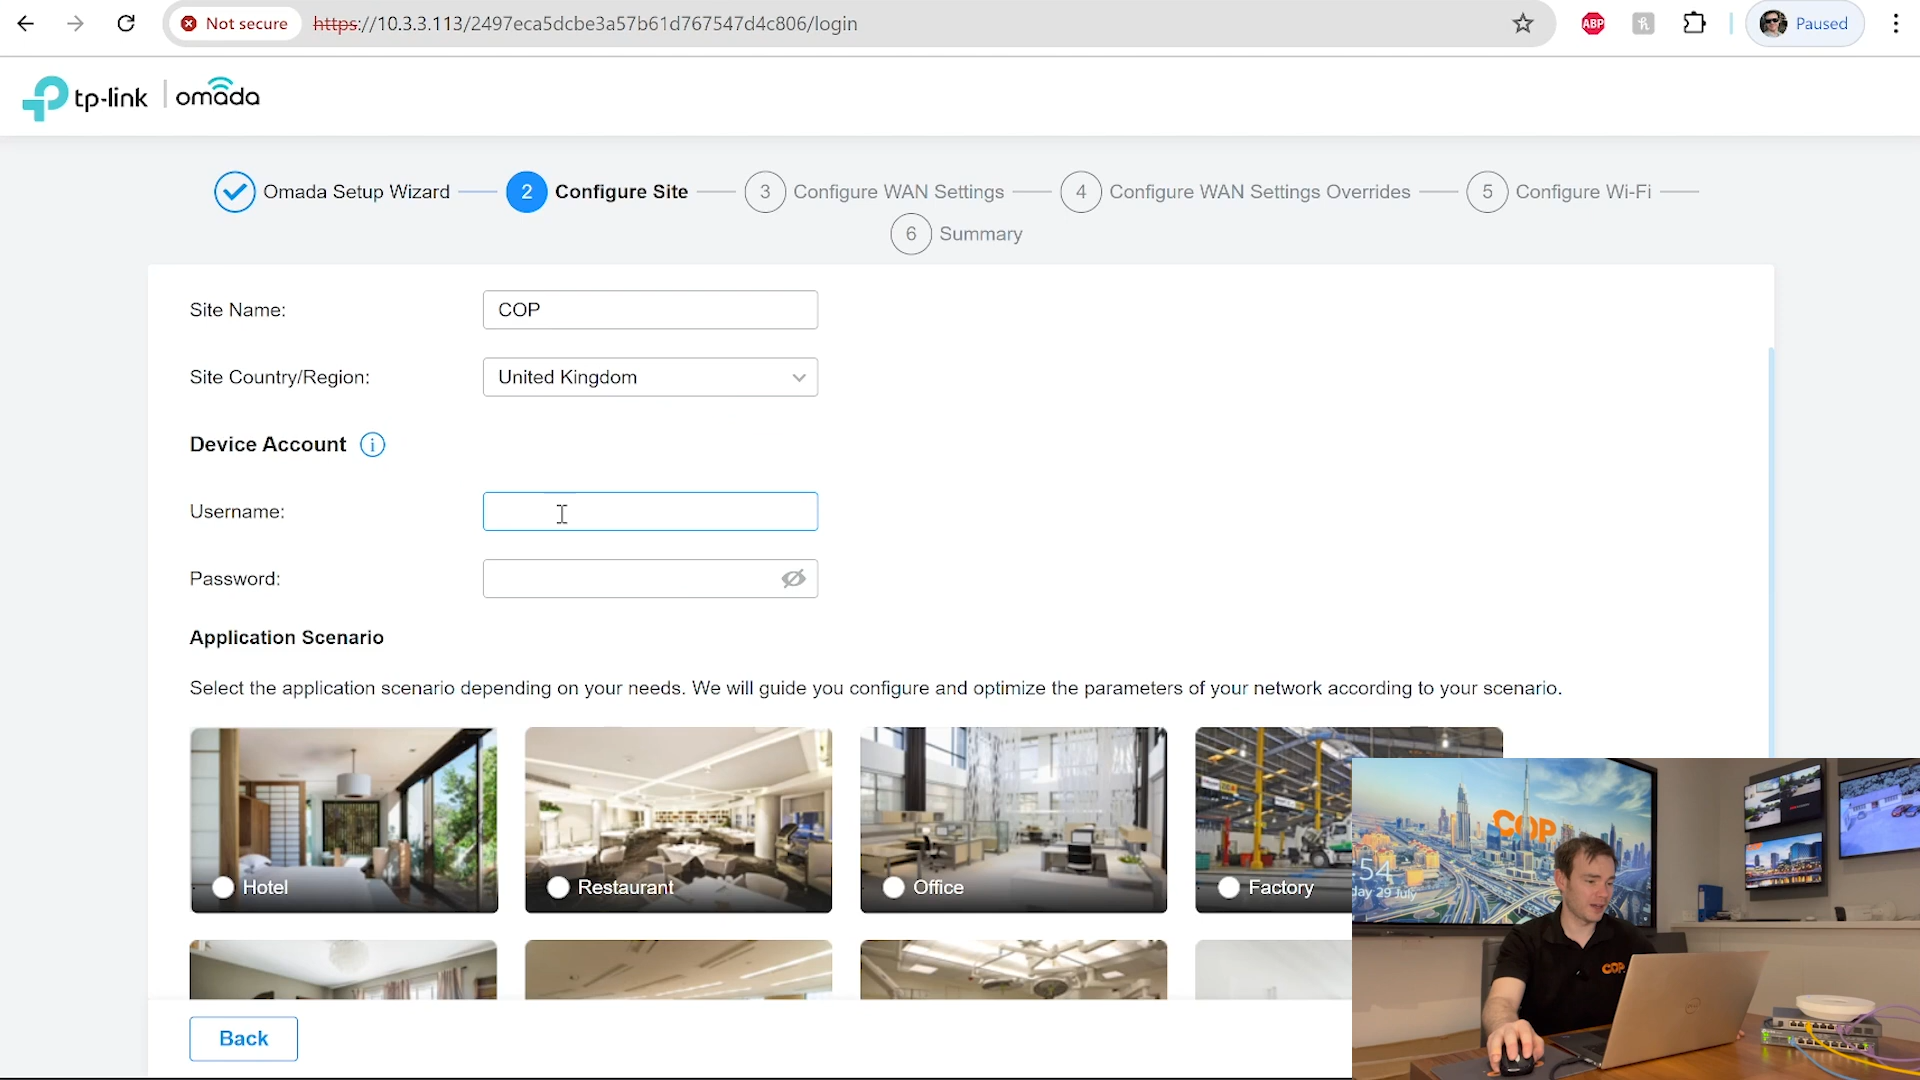 Not secure https://10.3.3.113/2497eca5dcbe3a57b61d767547d4c806/login ABP Paused
tp-link | omada
Omada Setup Wizard 2 Configure Site 3 Configure WAN Settings 4 Configure WAN Settings Overrides 5 Configure Wi-Fi
6 Summary
Site Name: COP
Site Country/Region: United Kingdom
Device Account i
Username:
Password:
Application Scenario
Select the application scenario depending on your needs. We will guide you configure and optimize the parameters of your network according to your scenario.
Hotel Restaurant Office Factory
COP
:54
day 29 July
COP
Back